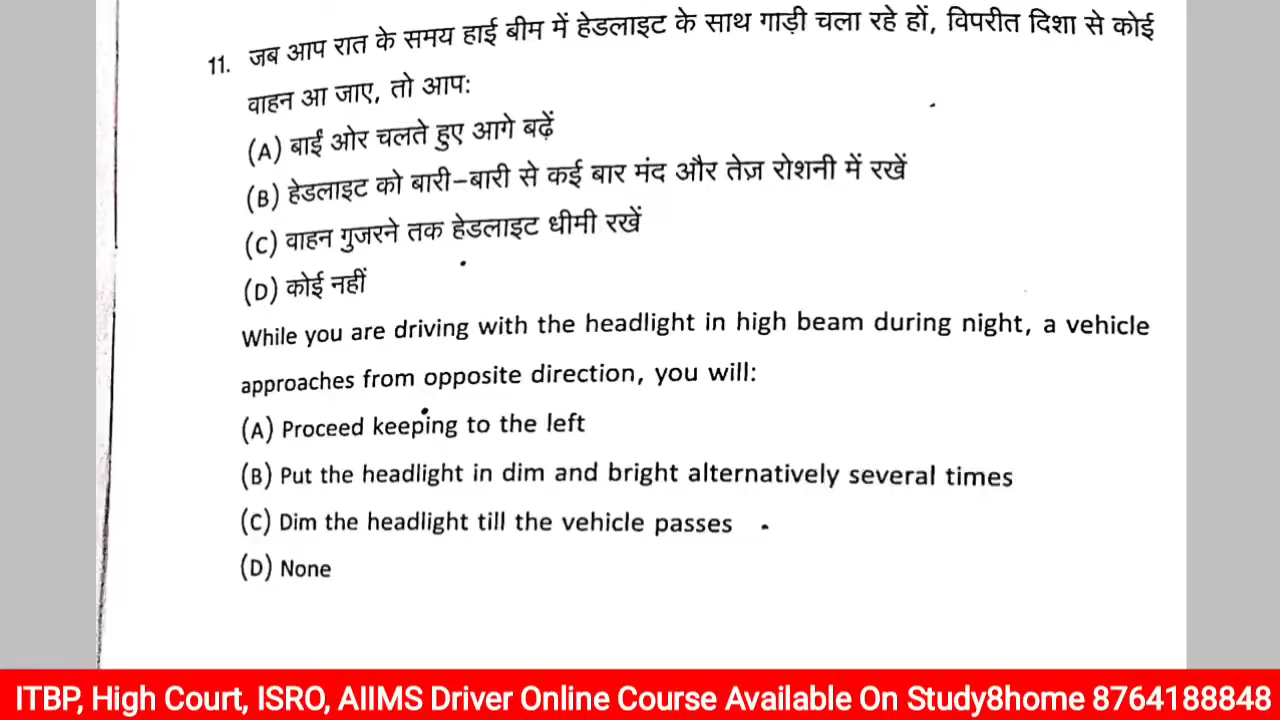 11. जब आप रात के समय हाई बीम में हेडलाइट के साथ गाड़ी चला रहे हों, विपरीत दिशा से कोई
वाहन आ जाए, तो आप:
(A) बाईं ओर चलते हुए आगे बढ़ें
(B) हेडलाइट को बारी-बारी से कई बार मंद और तेज़ रोशनी में रखें
(C) वाहन गुजरने तक हेडलाइट धीमी रखें
(D) कोई नहीं
While you are driving with the headlight in high beam during night, a vehicle
approaches from opposite direction, you will:
(A) Proceed keeping to the left
(B) Put the headlight in dim and bright alternatively several times
(C) Dim the headlight till the vehicle passes
(D) None
ITBP, High Court, ISRO, AIIMS Driver Online Course Available On Study8home 8764188848